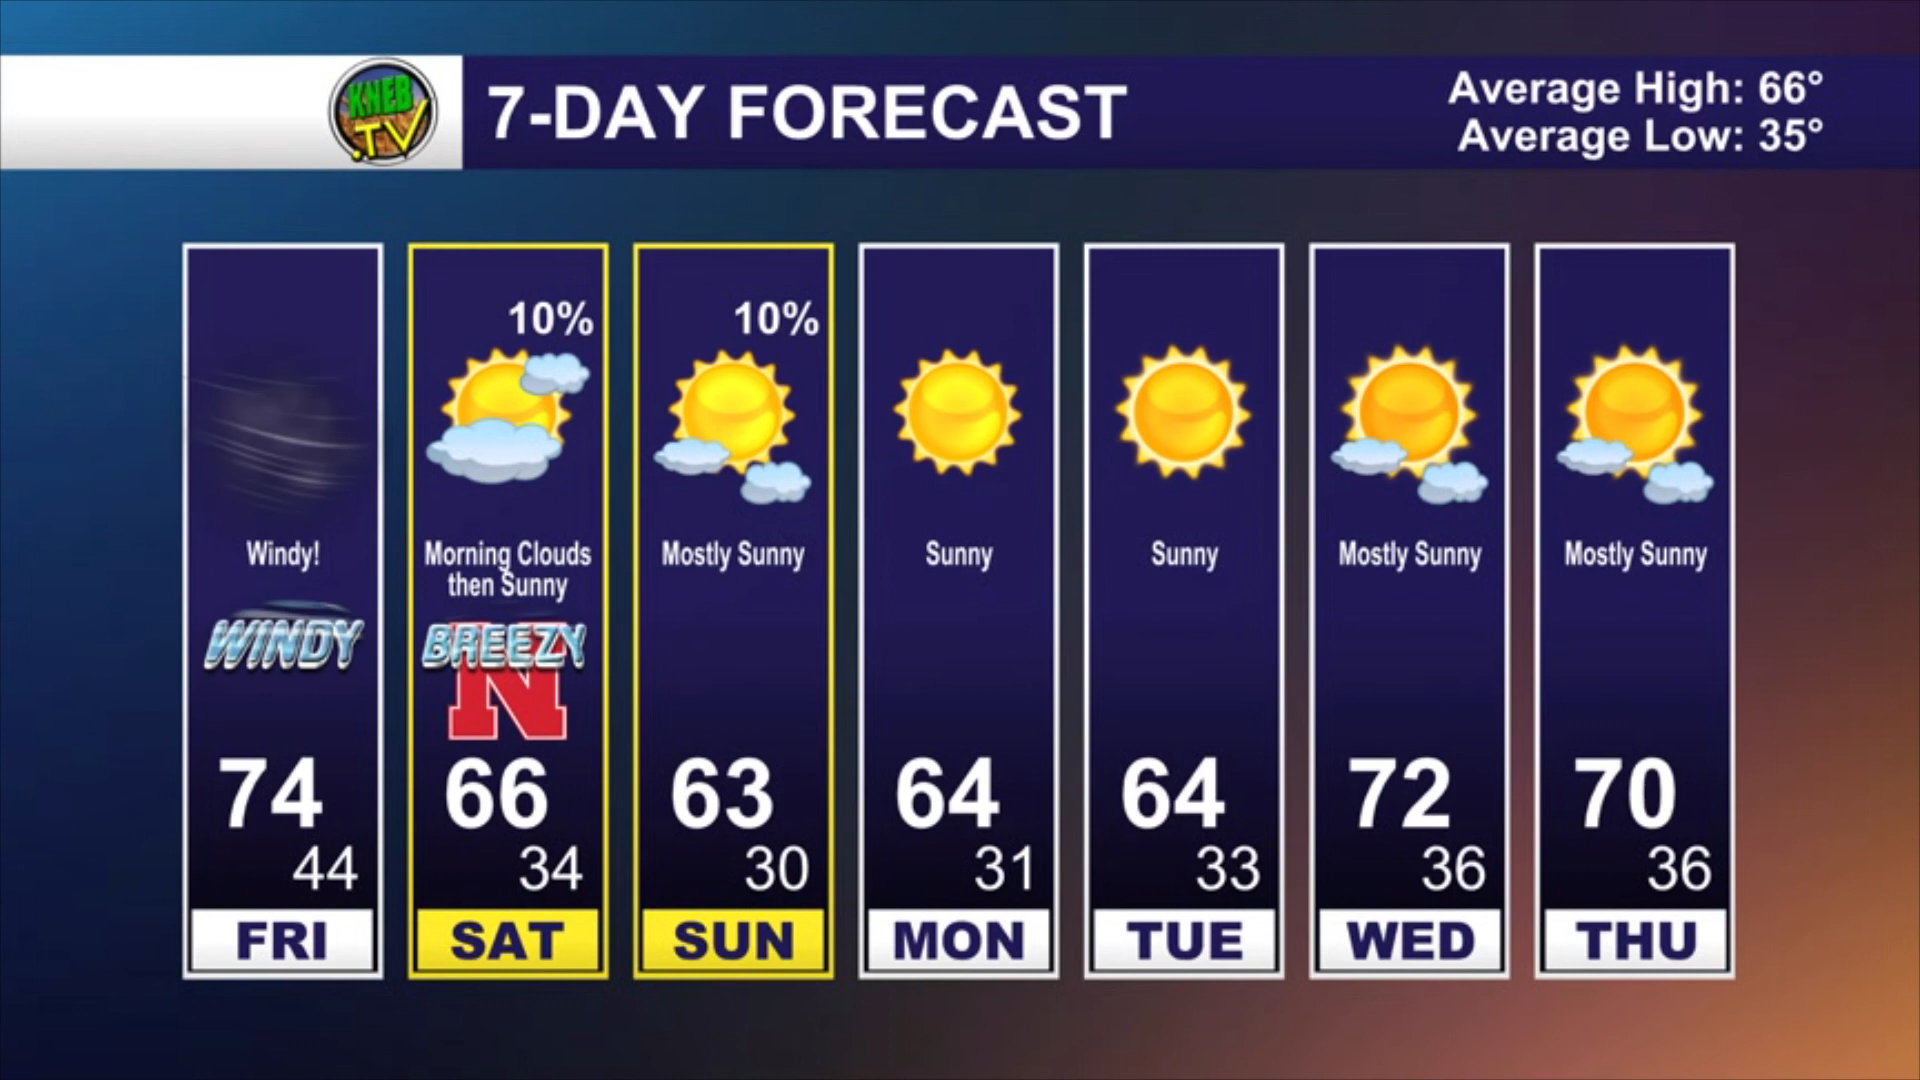 KNEB
.TV
7-DAY FORECAST
Average High: 66°
Average Low: 35°
Windy!
WINDY
74
44
FRI
10%
Morning Clouds
then Sunny
BREEZY
N
66
34
SAT
10%
Mostly Sunny
63
30
SUN
Sunny
64
31
MON
Sunny
64
33
TUE
Mostly Sunny
72
36
WED
Mostly Sunny
70
36
THU